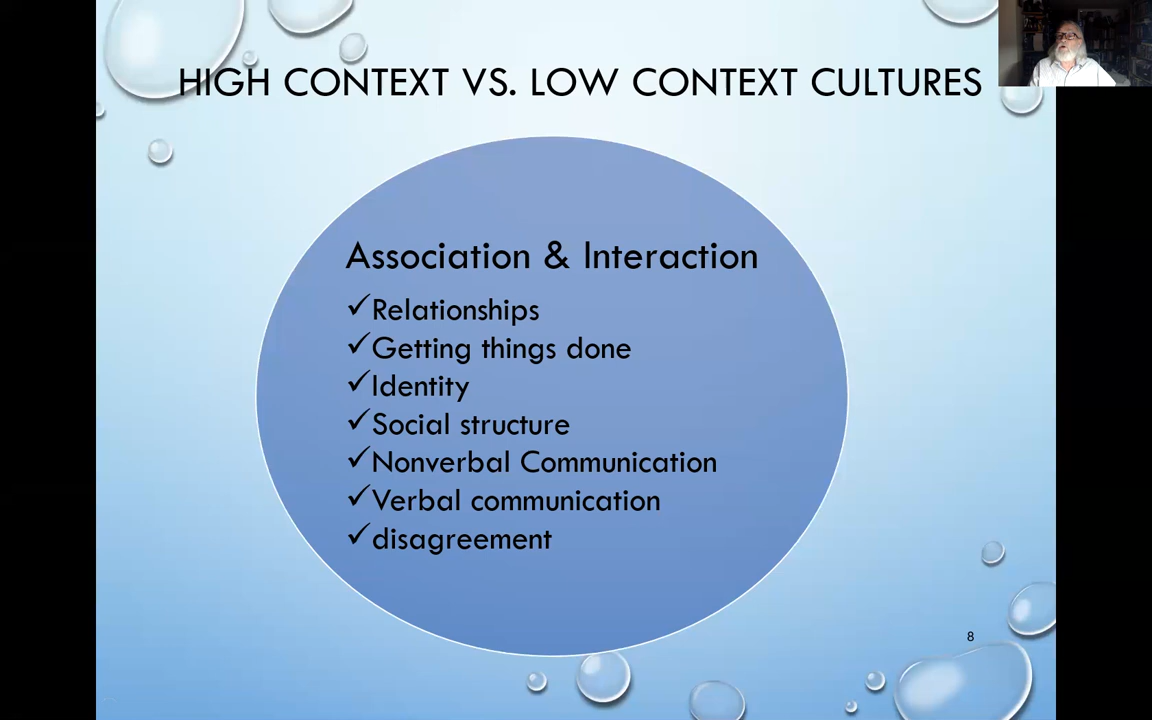 HIGH CONTEXT VS. LOW CONTEXT CULTURES
Association & Interaction
✓Relationships
✓Getting things done
✓Identity
✓Social structure
✓Nonverbal Communication
✓Verbal communication
✓disagreement
8